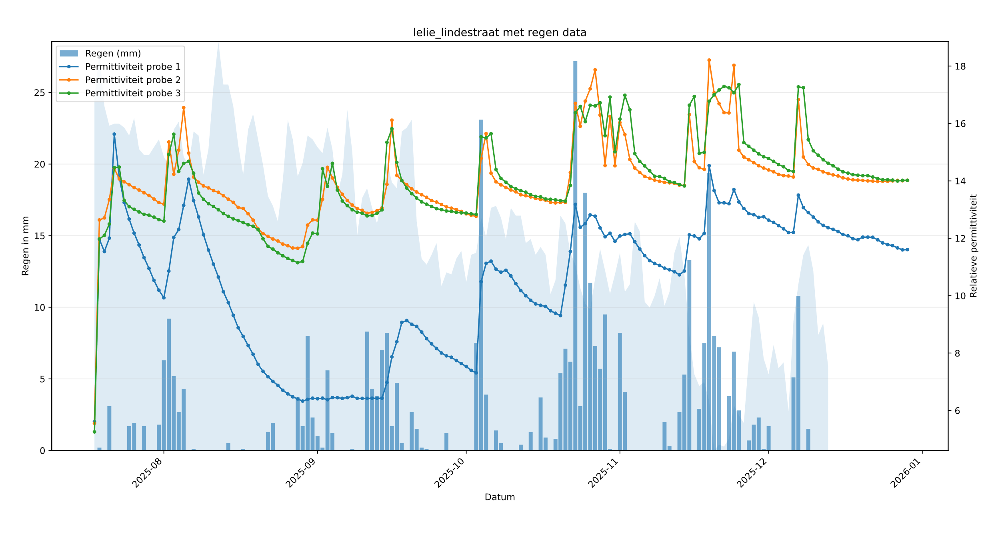 lelie_lindestraat met regen data
Regen (mm)
Permittiviteit probe 1
Permittiviteit probe 2
Permittiviteit probe 3
Regen in mm
25
20
15
10
5
0
18
16
14
12
10
8
6
Relatieve permittiviteit
2025-08
2025-09
2025-10
2025-11
2025-12
2026-01
Datum